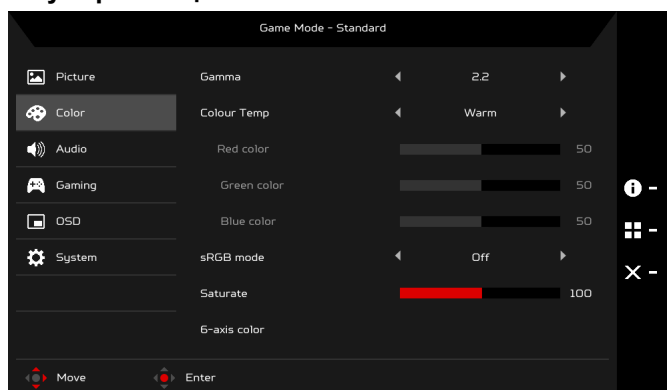 Game Mode - Standard
Picture
Gamma 2.2
Color
Colour Temp Warm
Audio
Red color 50
Gaming
Green color 50
OSD
Blue color 50
System
sRGB mode Off
Saturate 100
6-axis color
Move Enter